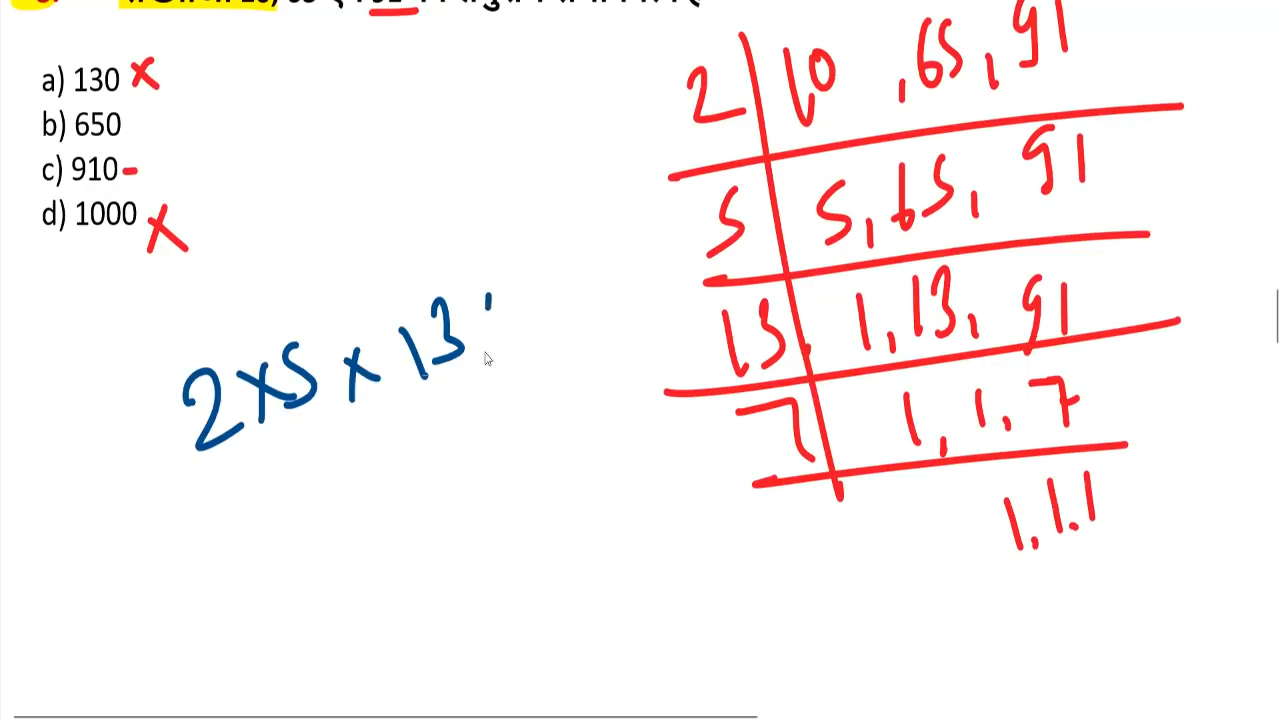 a) 130 ×
b) 650
c) 910 -
d) 1000 ×
2 | 10, 65, 91
5 | 5, 65, 91
13 | 1, 13, 91
7 | 1, 1, 7
1, 1, 1
2 × 5 × 13